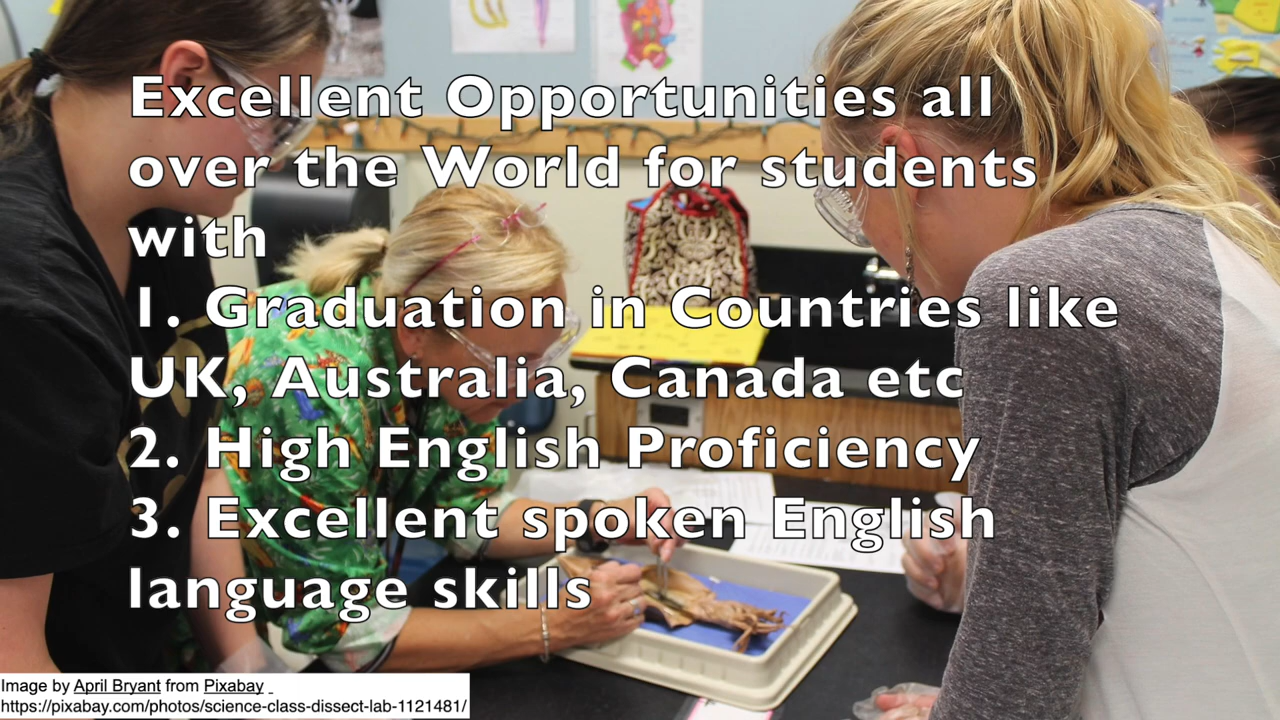 Excellent Opportunities all
over the World for students
with
1. Graduation in Countries like
UK, Australia, Canada etc
2. High English Proficiency
3. Excellent spoken English
language skills
Image by April Bryant from Pixabay
https://pixabay.com/photos/science-class-dissect-lab-1121481/